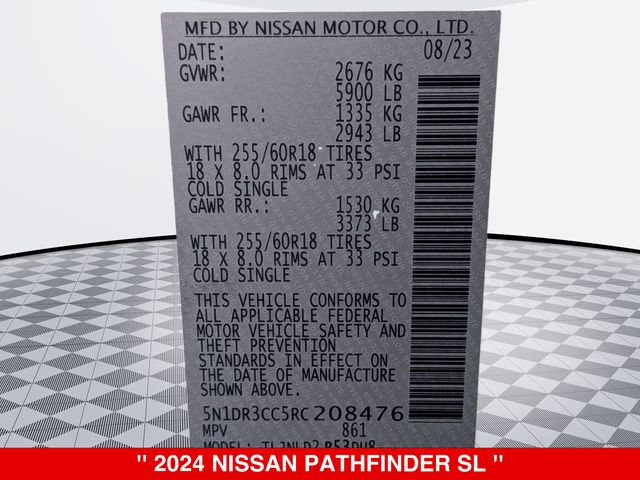 MFD BY NISSAN MOTOR CO., LTD.
DATE: 08/23
GVWR: 2676 KG
5900 LB
GAWR FR.: 1335 KG
2943 LB
WITH 255/60R18 TIRES
18 X 8.0 RIMS AT 33 PSI
COLD SINGLE
GAWR RR.: 1530 KG
3373 LB
WITH 255/60R18 TIRES
18 X 8.0 RIMS AT 33 PSI
COLD SINGLE
THIS VEHICLE CONFORMS TO
ALL APPLICABLE FEDERAL
MOTOR VEHICLE SAFETY AND
THEFT PREVENTION
STANDARDS IN EFFECT ON
THE DATE OF MANUFACTURE
SHOWN ABOVE.
5N1DR3CC5RC208476
MPV 861
MODEL:
" 2024 NISSAN PATHFINDER SL "